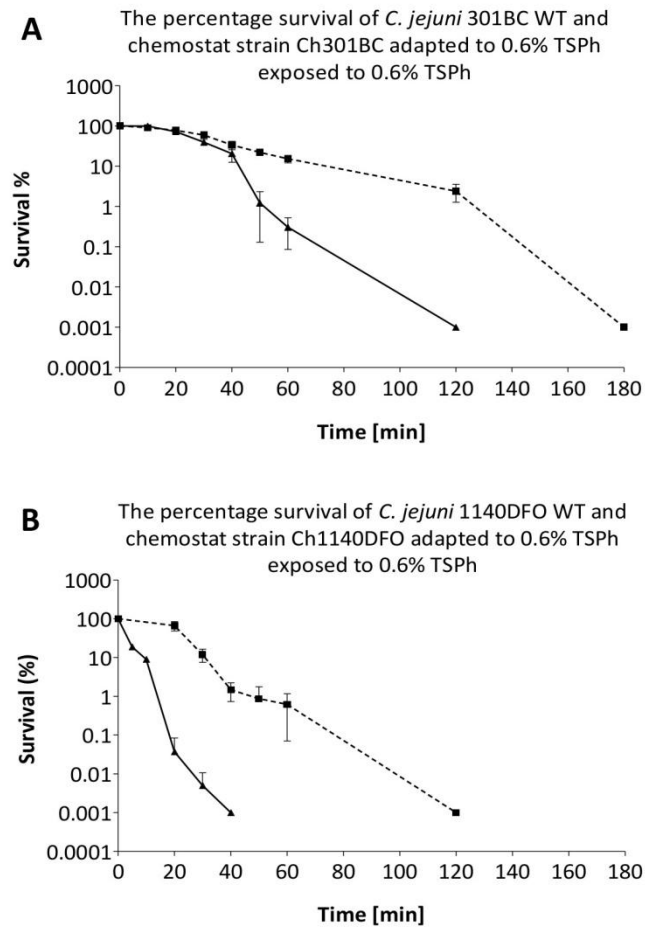 A
The percentage survival of C. jejuni 301BC WT and
chemostat strain Ch301BC adapted to 0.6% TSPh
exposed to 0.6% TSPh
1000
100
10
1
0.1
0.01
0.001
0.0001
Survival %
0 20 40 60 80 100 120 140 160 180
Time [min]
B
The percentage survival of C. jejuni 1140DFO WT and
chemostat strain Ch1140DFO adapted to 0.6% TSPh
exposed to 0.6% TSPh
1000
100
10
1
0.1
0.01
0.001
0.0001
Survival (%)
0 20 40 60 80 100 120 140 160 180
Time [min]